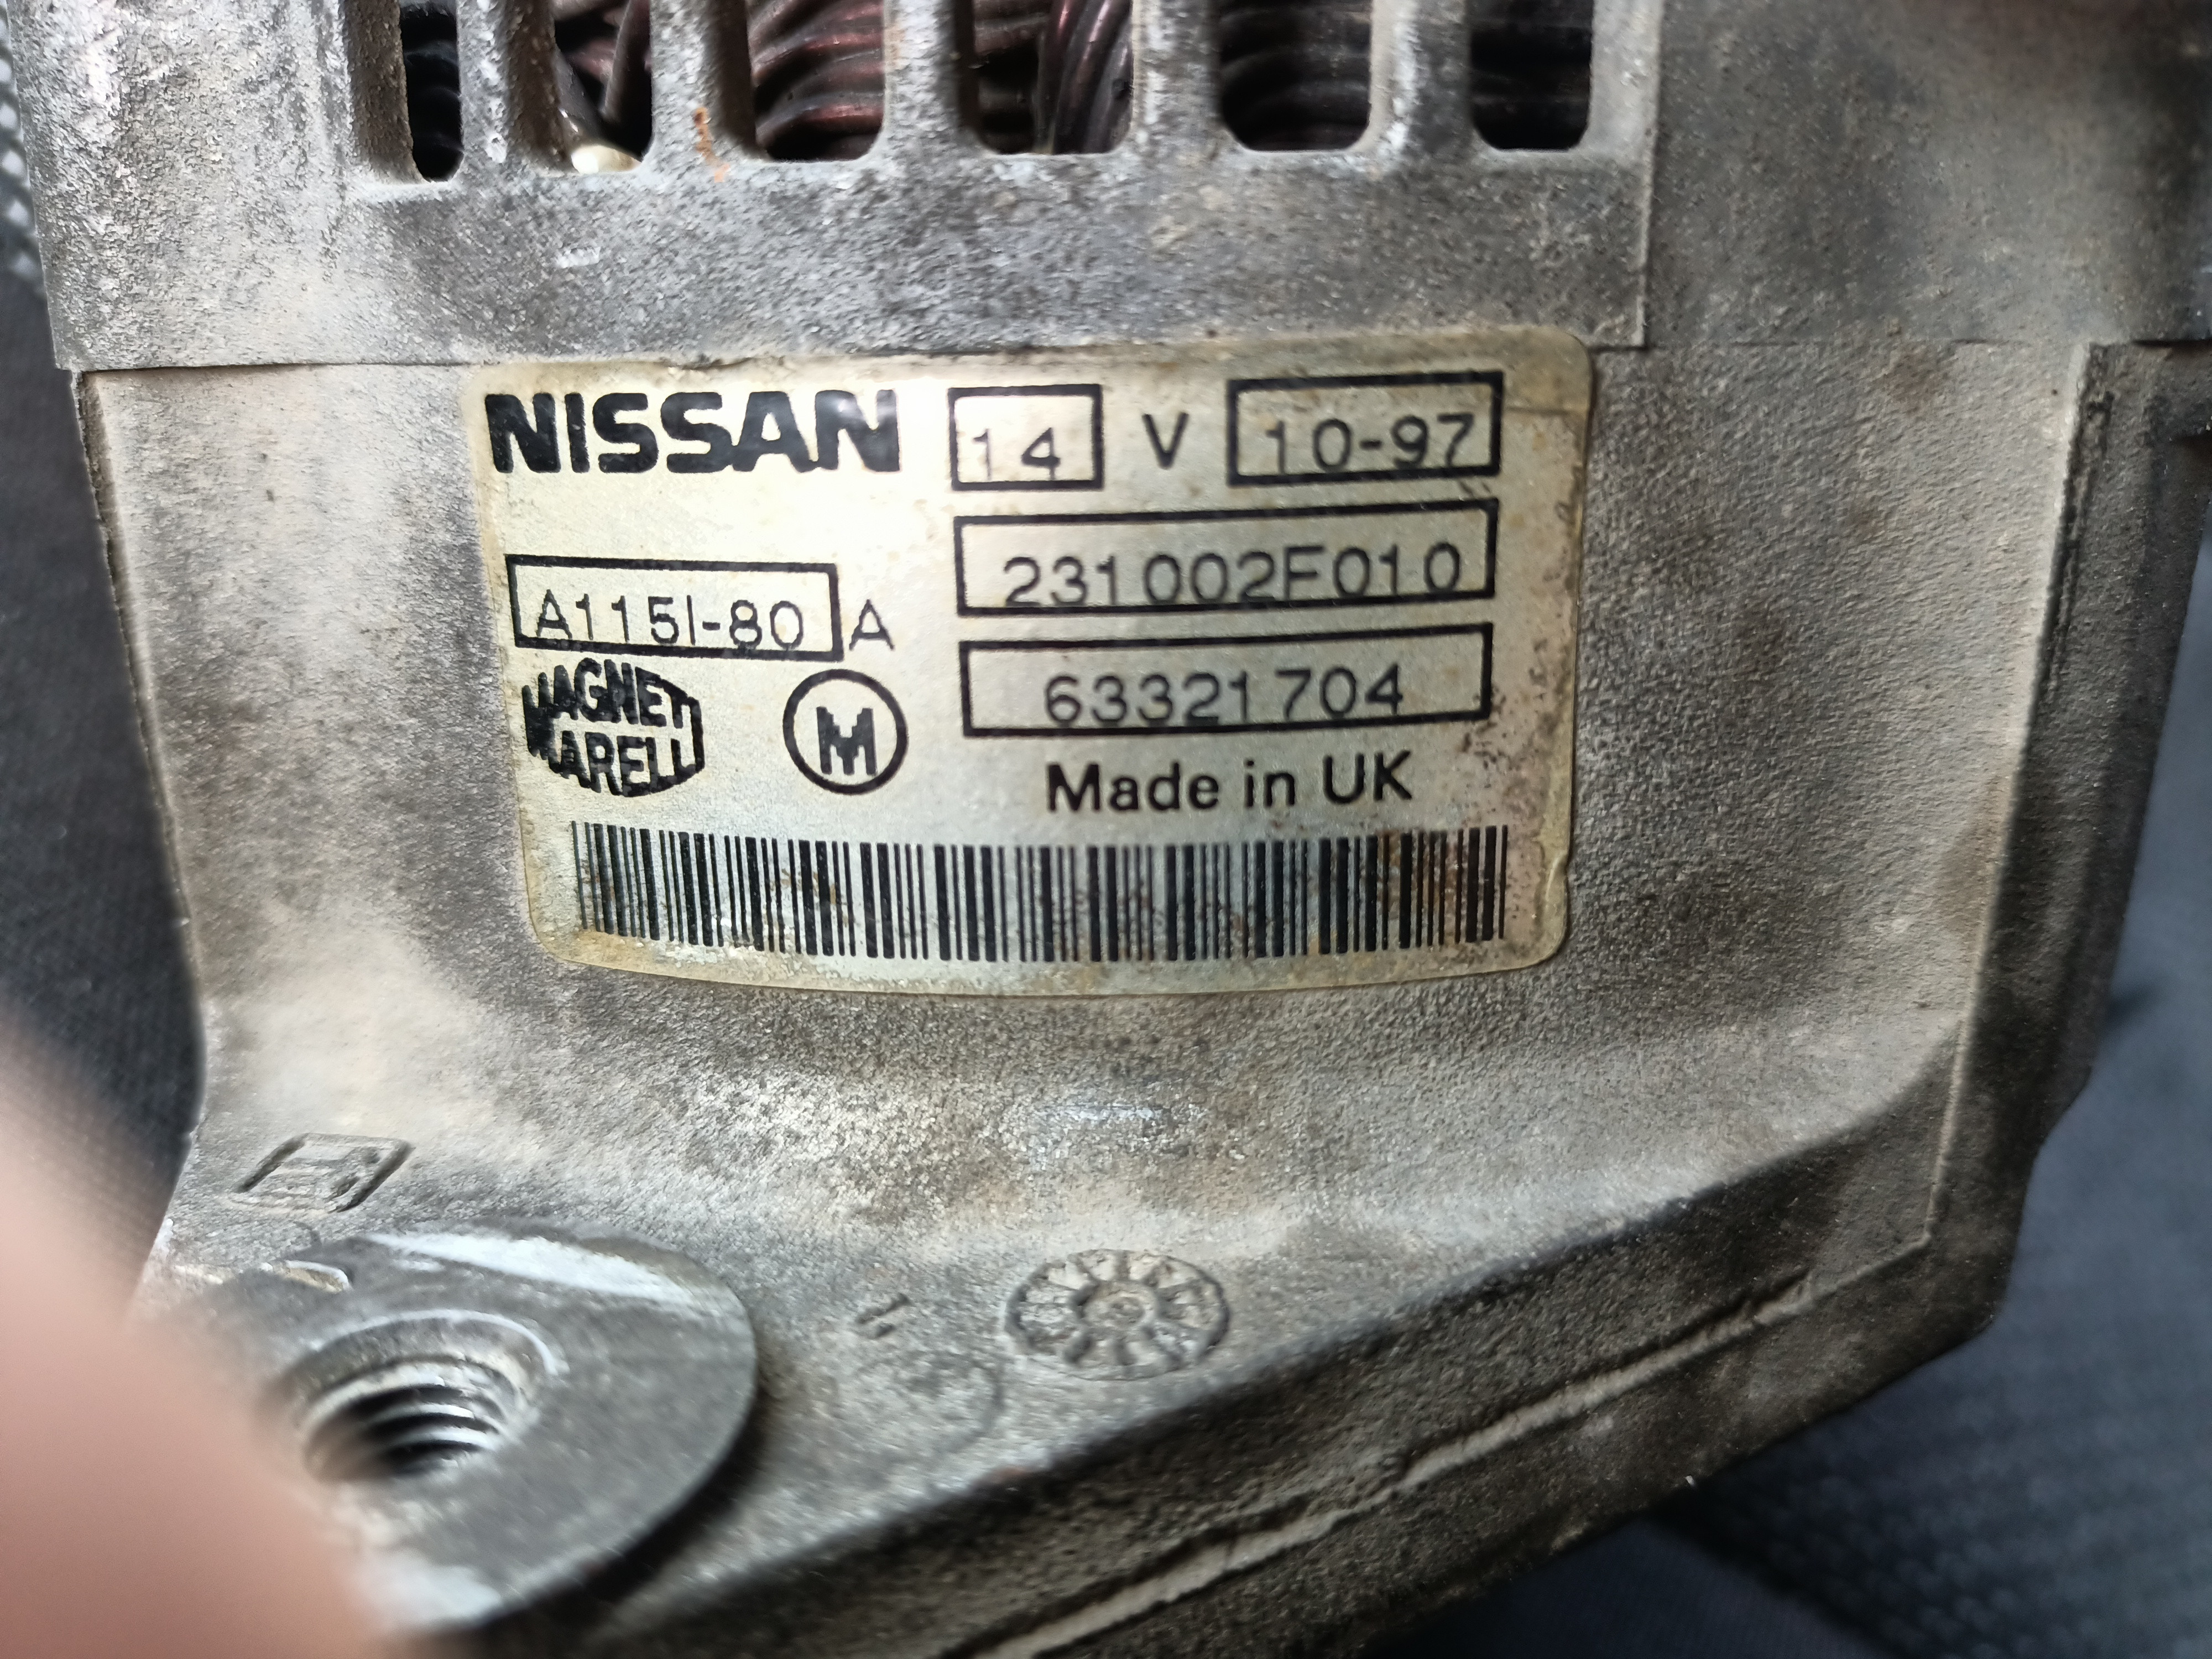 NISSAN 14 V 10-97
231002F010
A115I-80 A
63321704
MAGNETI
MARELLI
M
Made in UK